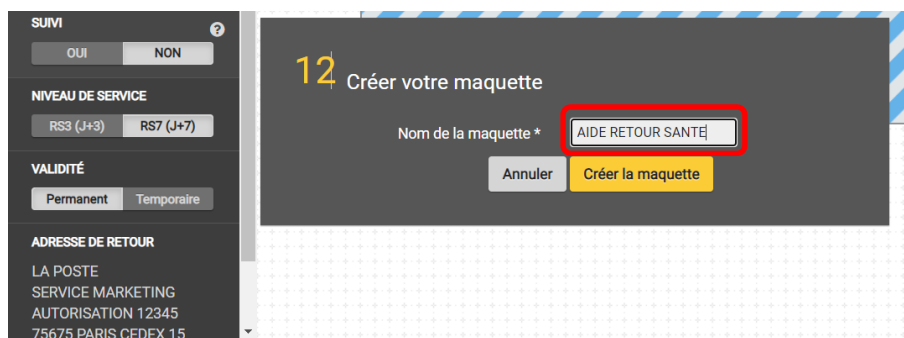 SUIVI
?
OUI NON
NIVEAU DE SERVICE
RS3 (J+3) RS7 (J+7)
VALIDITÉ
Permanent Temporaire
ADRESSE DE RETOUR
LA POSTE
SERVICE MARKETING
AUTORISATION 12345
75675 PARIS CEDEX 15
12 Créer votre maquette
Nom de la maquette * AIDE RETOUR SANTE
Annuler Créer la maquette